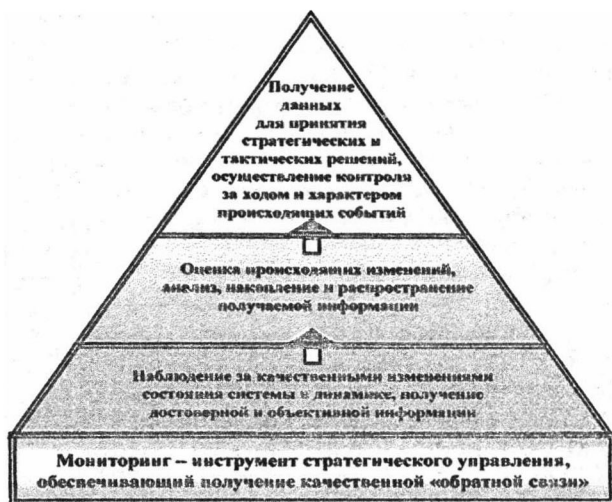 Получение
данных
для принятия
стратегических и
тактических решений,
осуществление контроля
за ходом и характером
происходящих событий
Оценка происходящих изменений,
анализ, накопление и распространение
получаемой информации
Наблюдение за качественными изменениями
состояния системы в динамике, получение
достоверной и объективной информации
Мониторинг – инструмент стратегического управления,
обеспечивающий получение качественной «обратной связи»